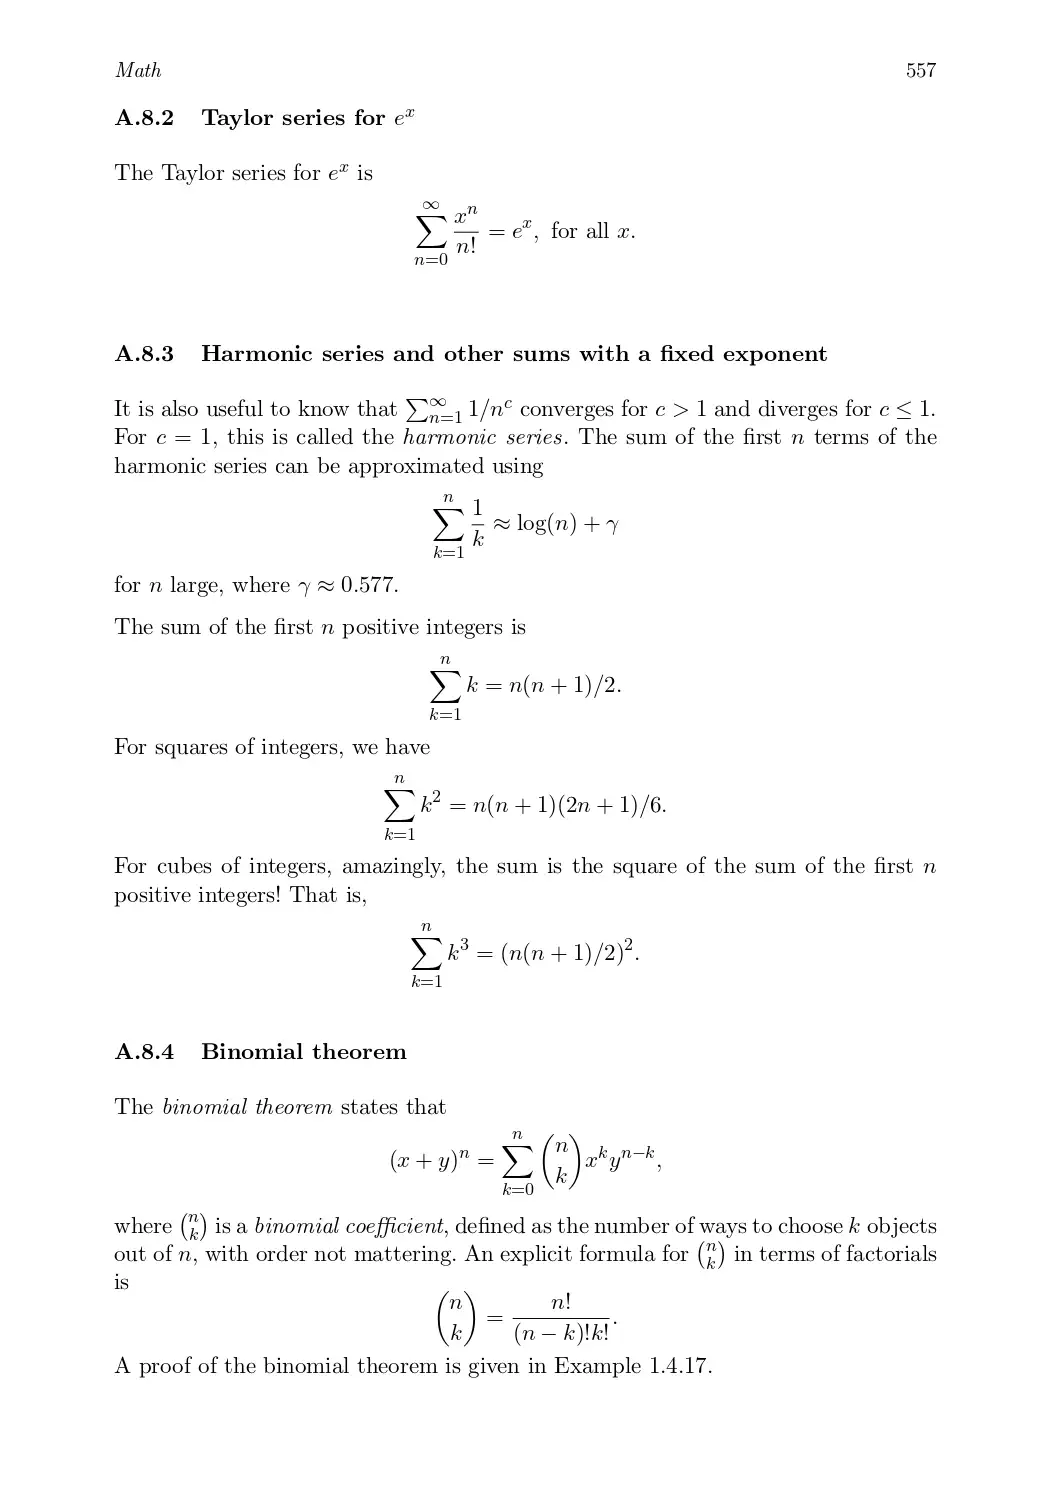 Math 557
A.8.2 Taylor series for eˣ
The Taylor series for eˣ is
$\sum_{n=0}^{\infty} \frac{x^n}{n!} = e^x$, for all $x$.
A.8.3 Harmonic series and other sums with a fixed exponent
It is also useful to know that $\sum_{n=1}^{\infty} 1/n^c$ converges for $c > 1$ and diverges for $c \leq 1$.
For $c = 1$, this is called the harmonic series. The sum of the first $n$ terms of the
harmonic series can be approximated using
$\sum_{k=1}^{n} \frac{1}{k} \approx \log(n) + \gamma$
for $n$ large, where $\gamma \approx 0.577$.
The sum of the first $n$ positive integers is
$\sum_{k=1}^{n} k = n(n + 1)/2.$
For squares of integers, we have
$\sum_{k=1}^{n} k^2 = n(n + 1)(2n + 1)/6.$
For cubes of integers, amazingly, the sum is the square of the sum of the first $n$
positive integers! That is,
$\sum_{k=1}^{n} k^3 = (n(n + 1)/2)^2.$
A.8.4 Binomial theorem
The binomial theorem states that
$(x + y)^n = \sum_{k=0}^{n} \binom{n}{k} x^k y^{n-k},$
where $\binom{n}{k}$ is a binomial coefficient, defined as the number of ways to choose $k$ objects
out of $n$, with order not mattering. An explicit formula for $\binom{n}{k}$ in terms of factorials
is
$\binom{n}{k} = \frac{n!}{(n - k)!k!}.$
A proof of the binomial theorem is given in Example 1.4.17.